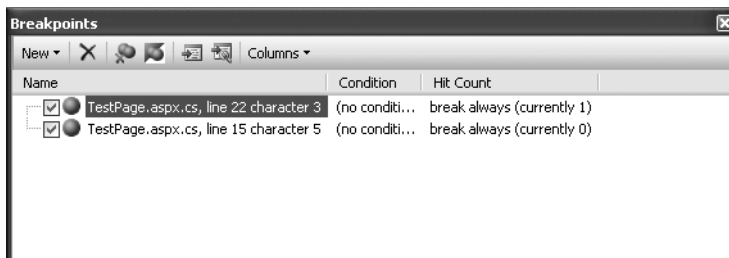 Breakpoints
New Columns
Name Condition Hit Count
TestPage.aspx.cs, line 22 character 3 (no conditi... break always (currently 1)
TestPage.aspx.cs, line 15 character 5 (no conditi... break always (currently 0)